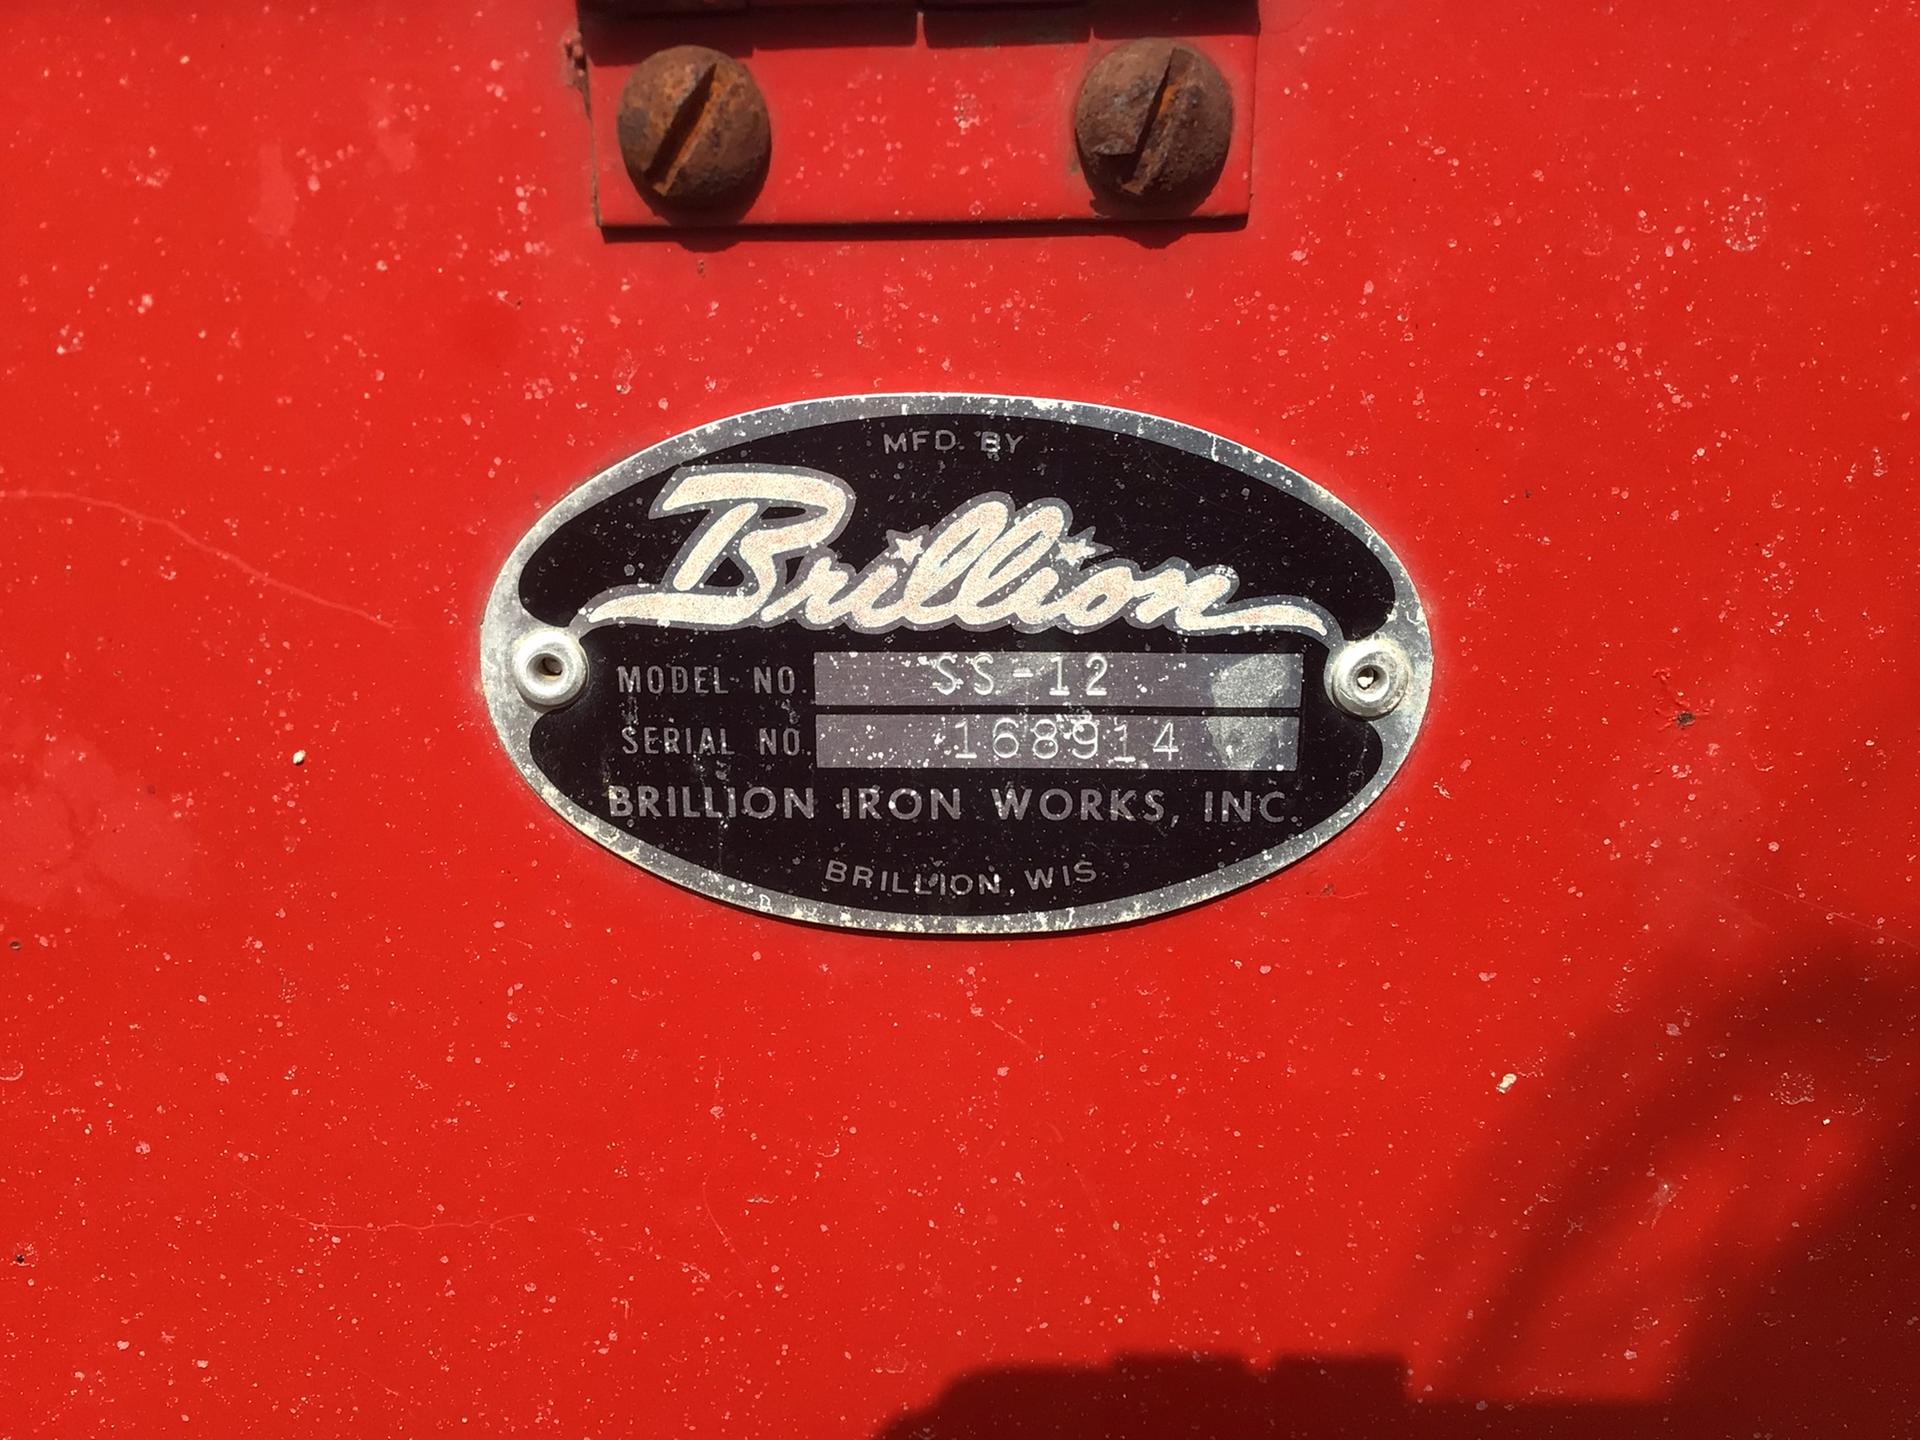 MFD. BY
Brillion
MODEL NO. SS-12
SERIAL NO. 168914
BRILLION IRON WORKS, INC.
BRILLION, WIS.